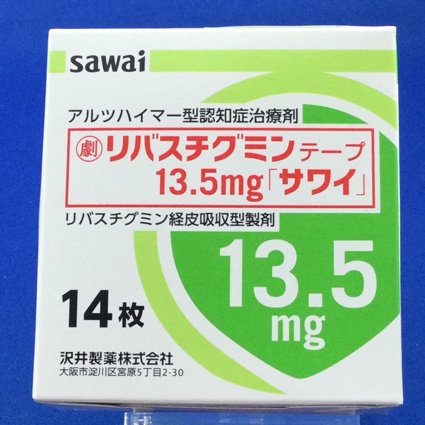 sawai
アルツハイマー型認知症治療剤
劇 リバスチグミンテープ
13.5mg「サワイ」
リバスチグミン経皮吸収型製剤
13.5
mg
14枚
沢井製薬株式会社
大阪市淀川区宮原5丁目2-30